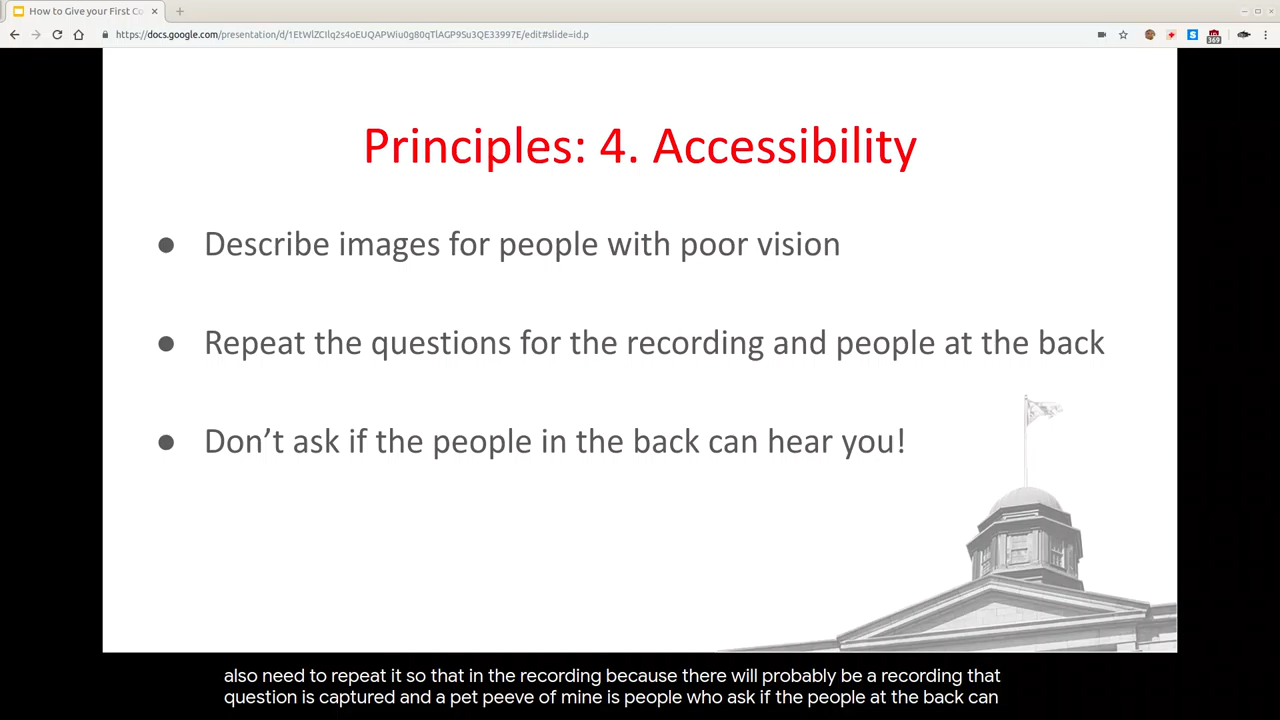 How to Give your First Co
https://docs.google.com/presentation/d/1EtWlZCIlq2s4oEUQAPWiu0g80qTlAGP9Su3QE33997E/edit#slide=id.p
369
Principles: 4. Accessibility
● Describe images for people with poor vision
● Repeat the questions for the recording and people at the back
● Don’t ask if the people in the back can hear you!
also need to repeat it so that in the recording because there will probably be a recording that
question is captured and a pet peeve of mine is people who ask if the people at the back can